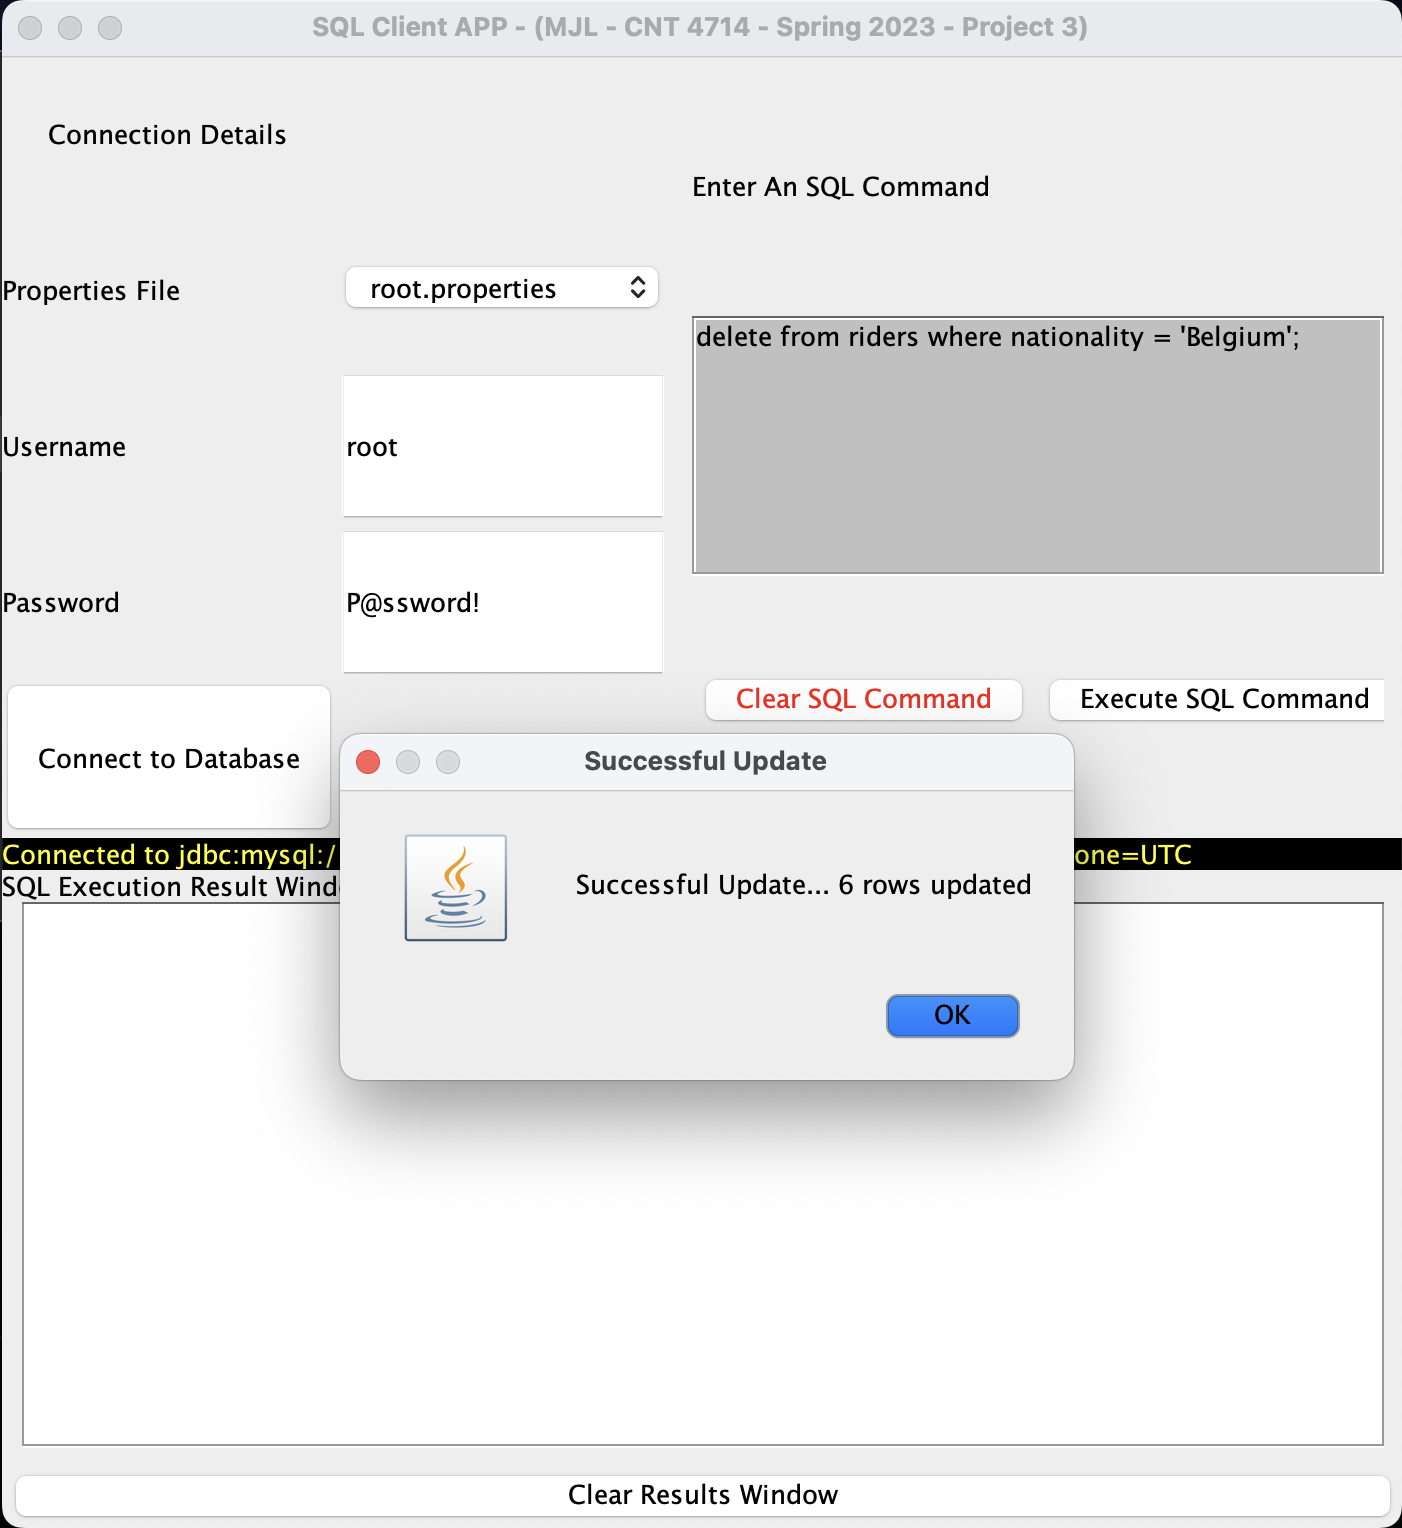 SQL Client APP - (MJL - CNT 4714 - Spring 2023 - Project 3)
Connection Details
Enter An SQL Command
Properties File
root.properties
delete from riders where nationality = 'Belgium';
Username
root
Password
P@ssword!
Clear SQL Command
Execute SQL Command
Connect to Database
Successful Update
Successful Update... 6 rows updated
OK
Connected to jdbc:mysql:/
one=UTC
SQL Execution Result Wind
Clear Results Window